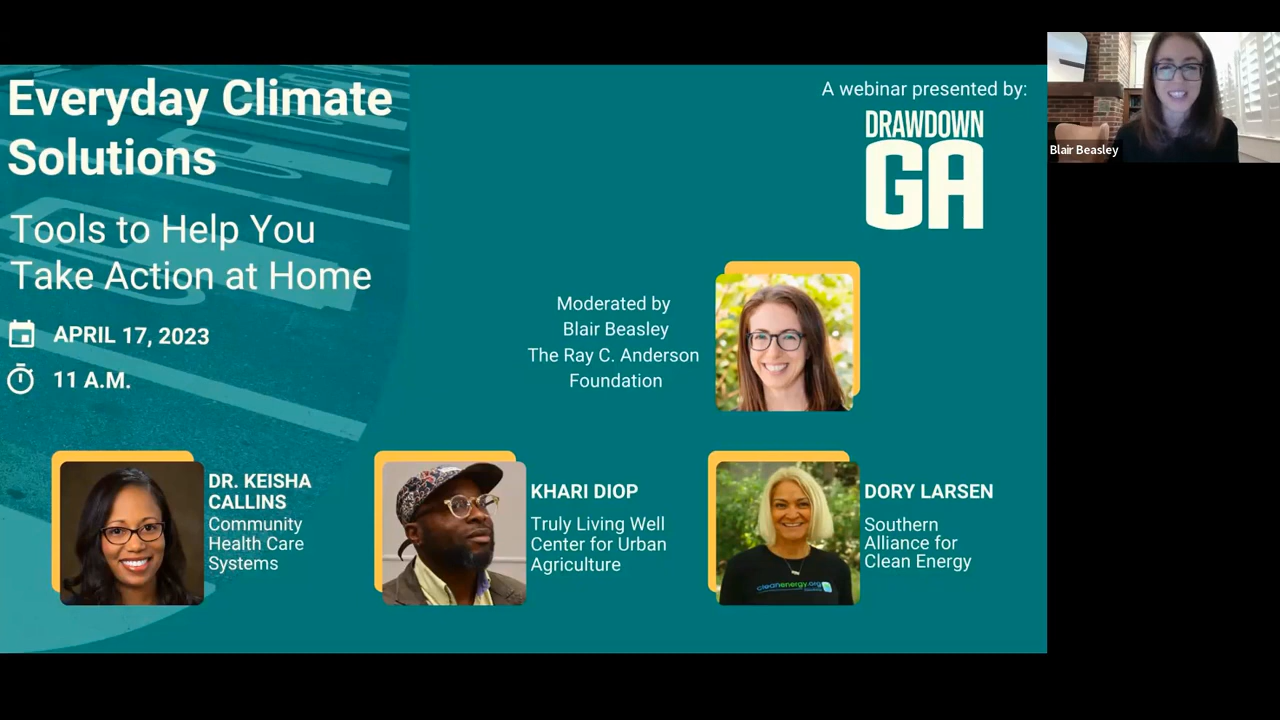 Everyday Climate
Solutions
Tools to Help You
Take Action at Home
APRIL 17, 2023
11 A.M.
A webinar presented by:
DRAWDOWN
GA
Moderated by
Blair Beasley
The Ray C. Anderson
Foundation
DR. KEISHA
CALLINS
Community
Health Care
Systems
KHARI DIOP
Truly Living Well
Center for Urban
Agriculture
cleanenergy.org
DORY LARSEN
Southern
Alliance for
Clean Energy
Blair Beasley